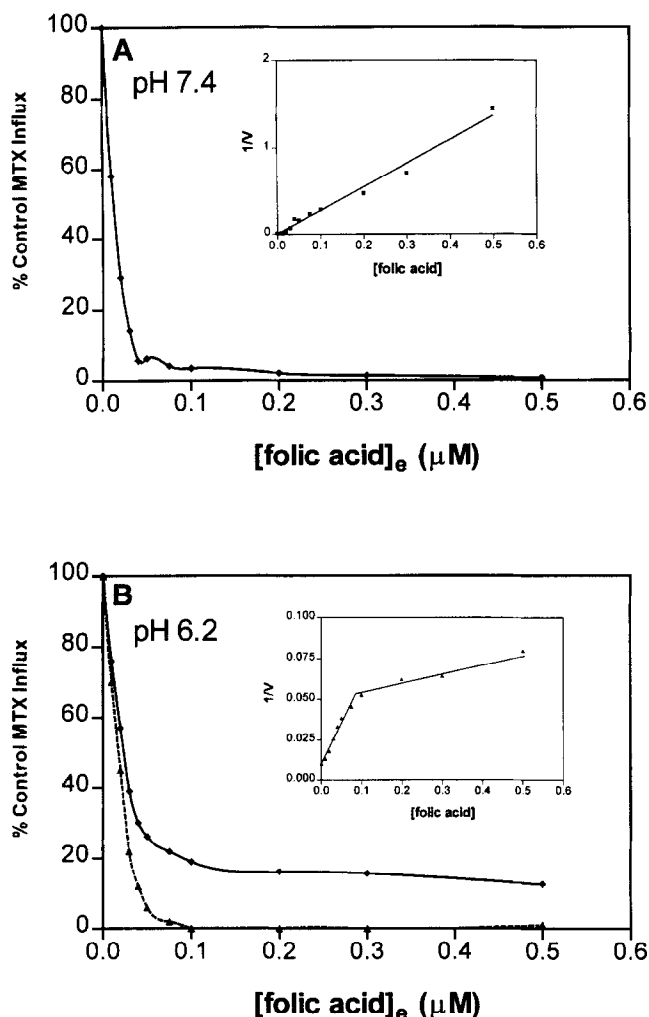 A
pH 7.4
% Control MTX Influx
100
80
60
40
20
0
0.0 0.1 0.2 0.3 0.4 0.5 0.6
[folic acid]e (μM)
1/V
2
1
0
0 0.1 0.2 0.3 0.4 0.5 0.6
[folic acid]
B
pH 6.2
% Control MTX Influx
100
80
60
40
20
0
0.0 0.1 0.2 0.3 0.4 0.5 0.6
[folic acid]e (μM)
1/V
0.100
0.075
0.050
0.025
0.000
0.0 0.1 0.2 0.3 0.4 0.5 0.6
[folic acid]